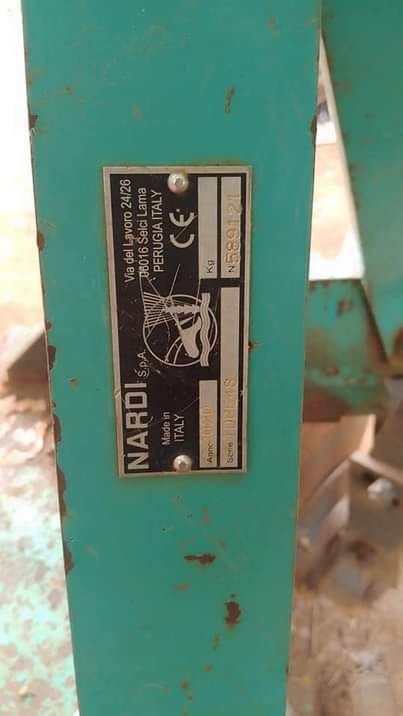 NARDI S.p.A.
Made in
ITALY
Via del Lavoro 24/26
06016 Selci Lama
PERUGIA ITALY
CE
Anno
Kg
Serie
N 589121